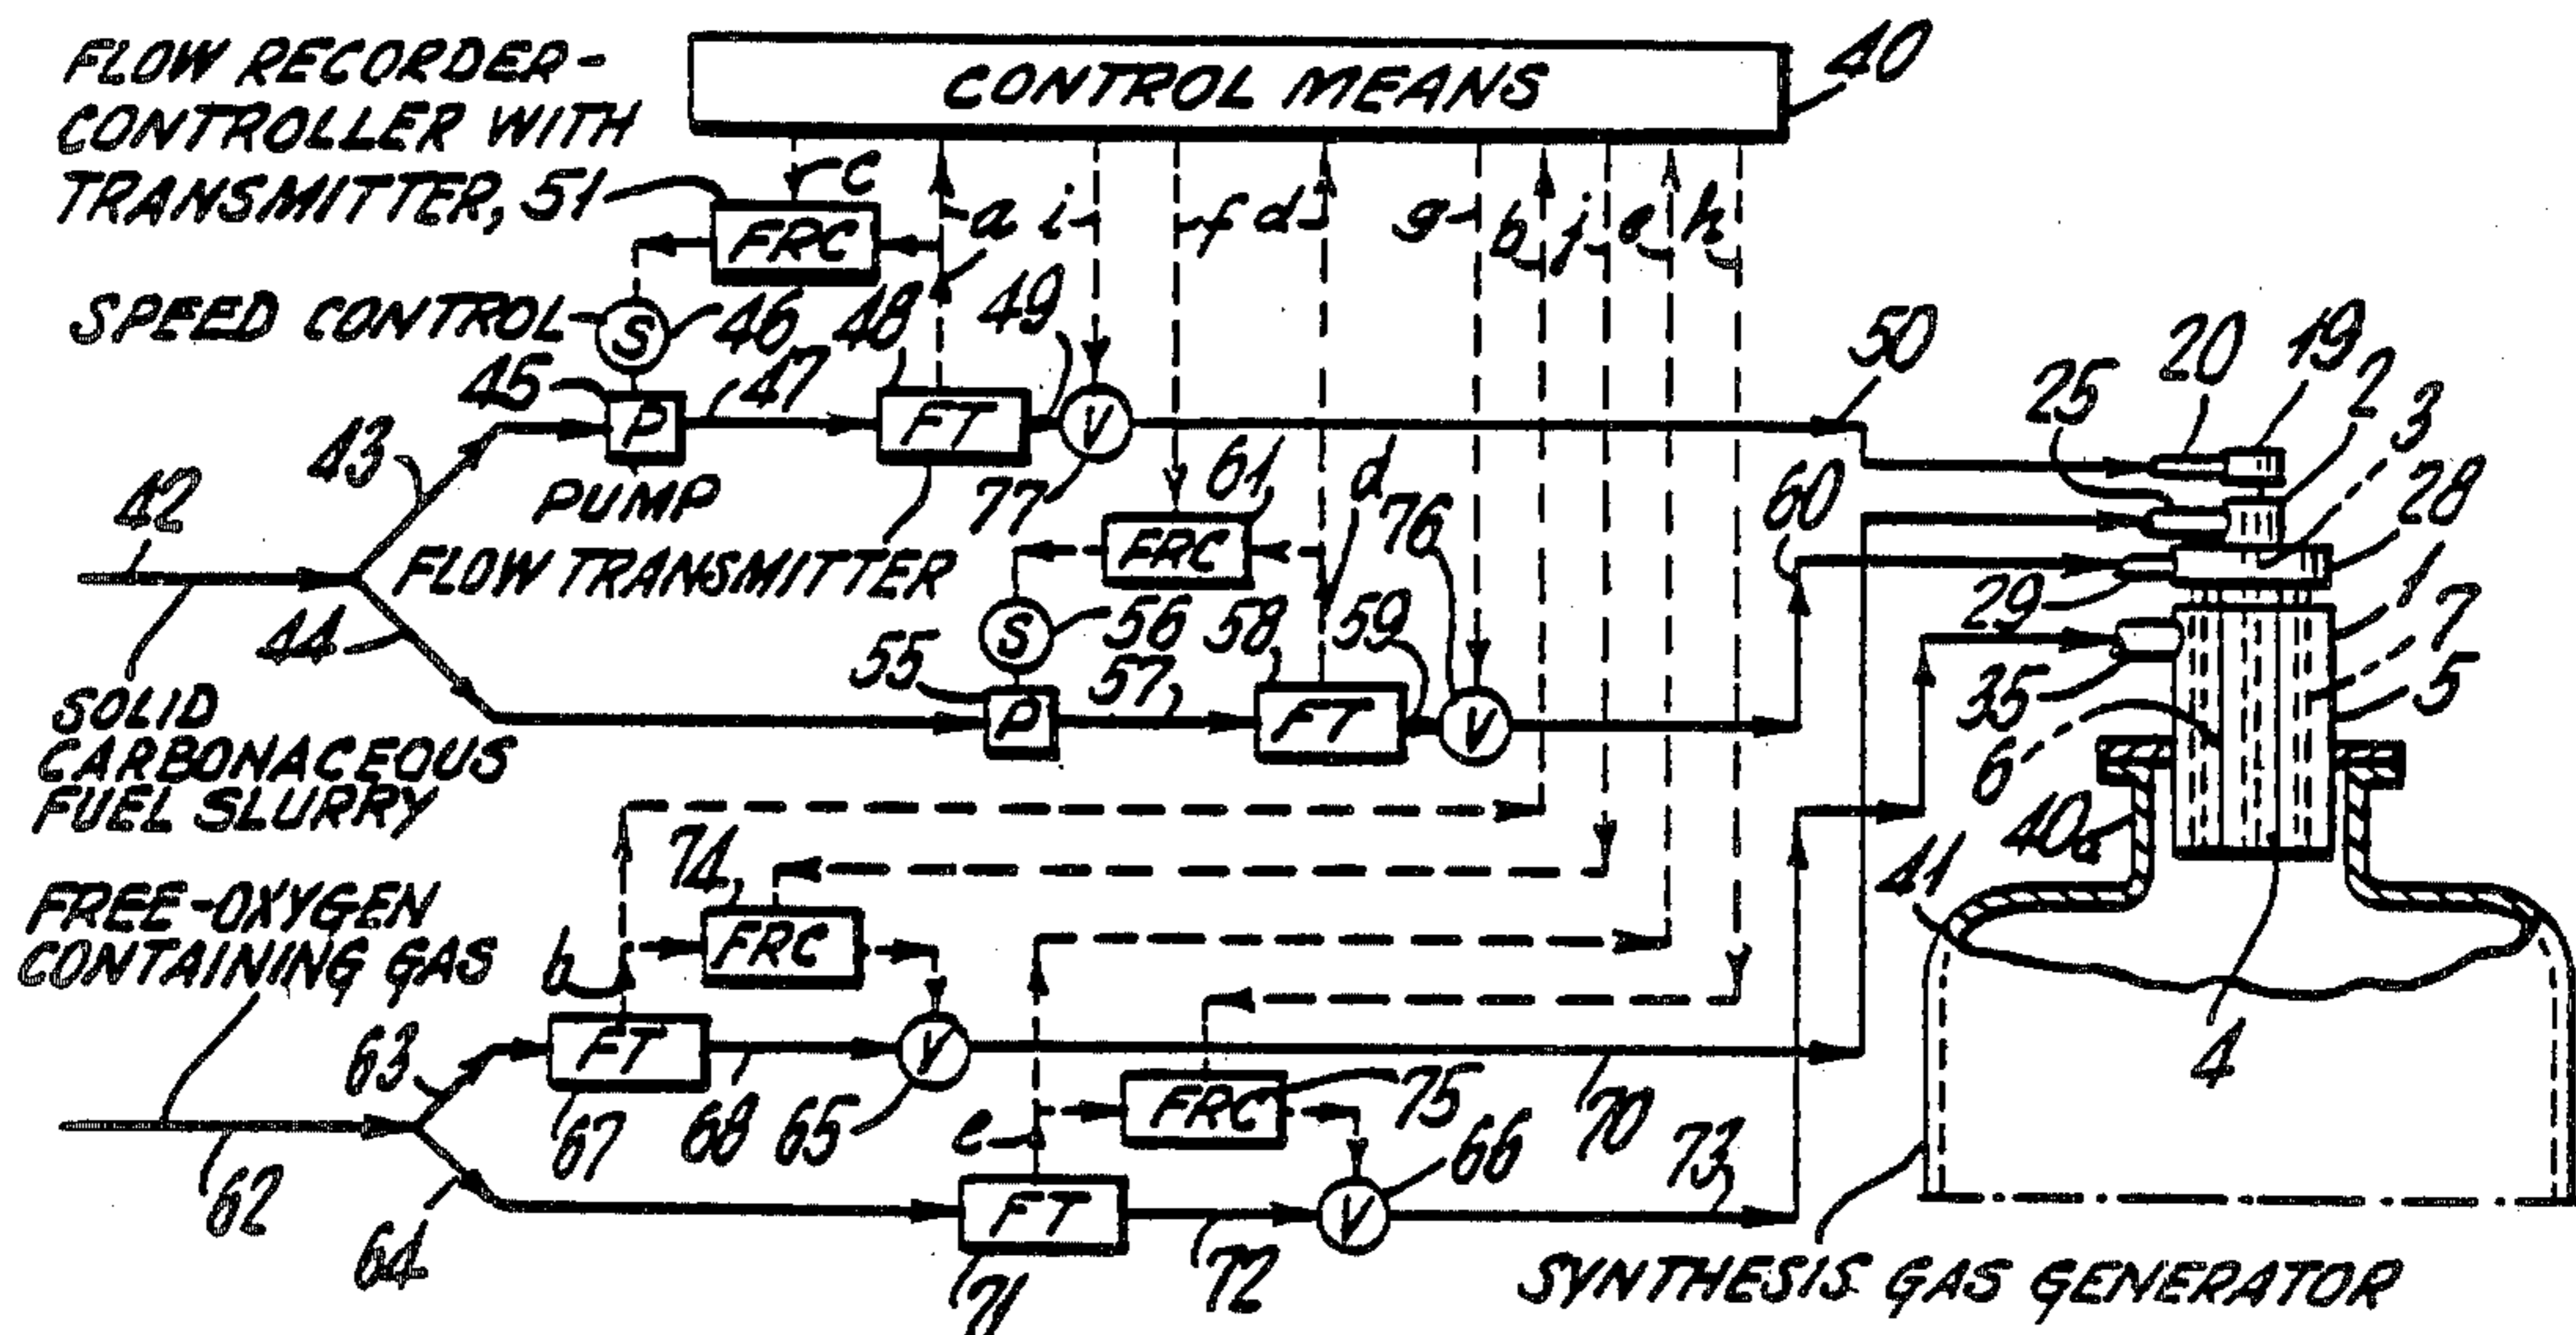 FLOW RECORDER-
CONTROLLER WITH
TRANSMITTER, 51
CONTROL MEANS
40
c
a
i
f
d
g
b
j
e
h
FRC
SPEED CONTROL
S
46
48
a
49
45
P
47
FT
V
77
50
PUMP
FLOW TRANSMITTER
43
42
44
SOLID
CARBONACEOUS
FUEL SLURRY
61
FRC
d
76
S
56
58
59
55
P
57
FT
V
60
25
20
19
2
3
28
1
7
5
29
35
6
40a
41
4
FREE-OXYGEN
CONTAINING GAS
74
FRC
b
63
FT
67
68
65
V
62
64
e
FRC
75
66
70
73
FT
71
72
V
SYNTHESIS GAS GENERATOR